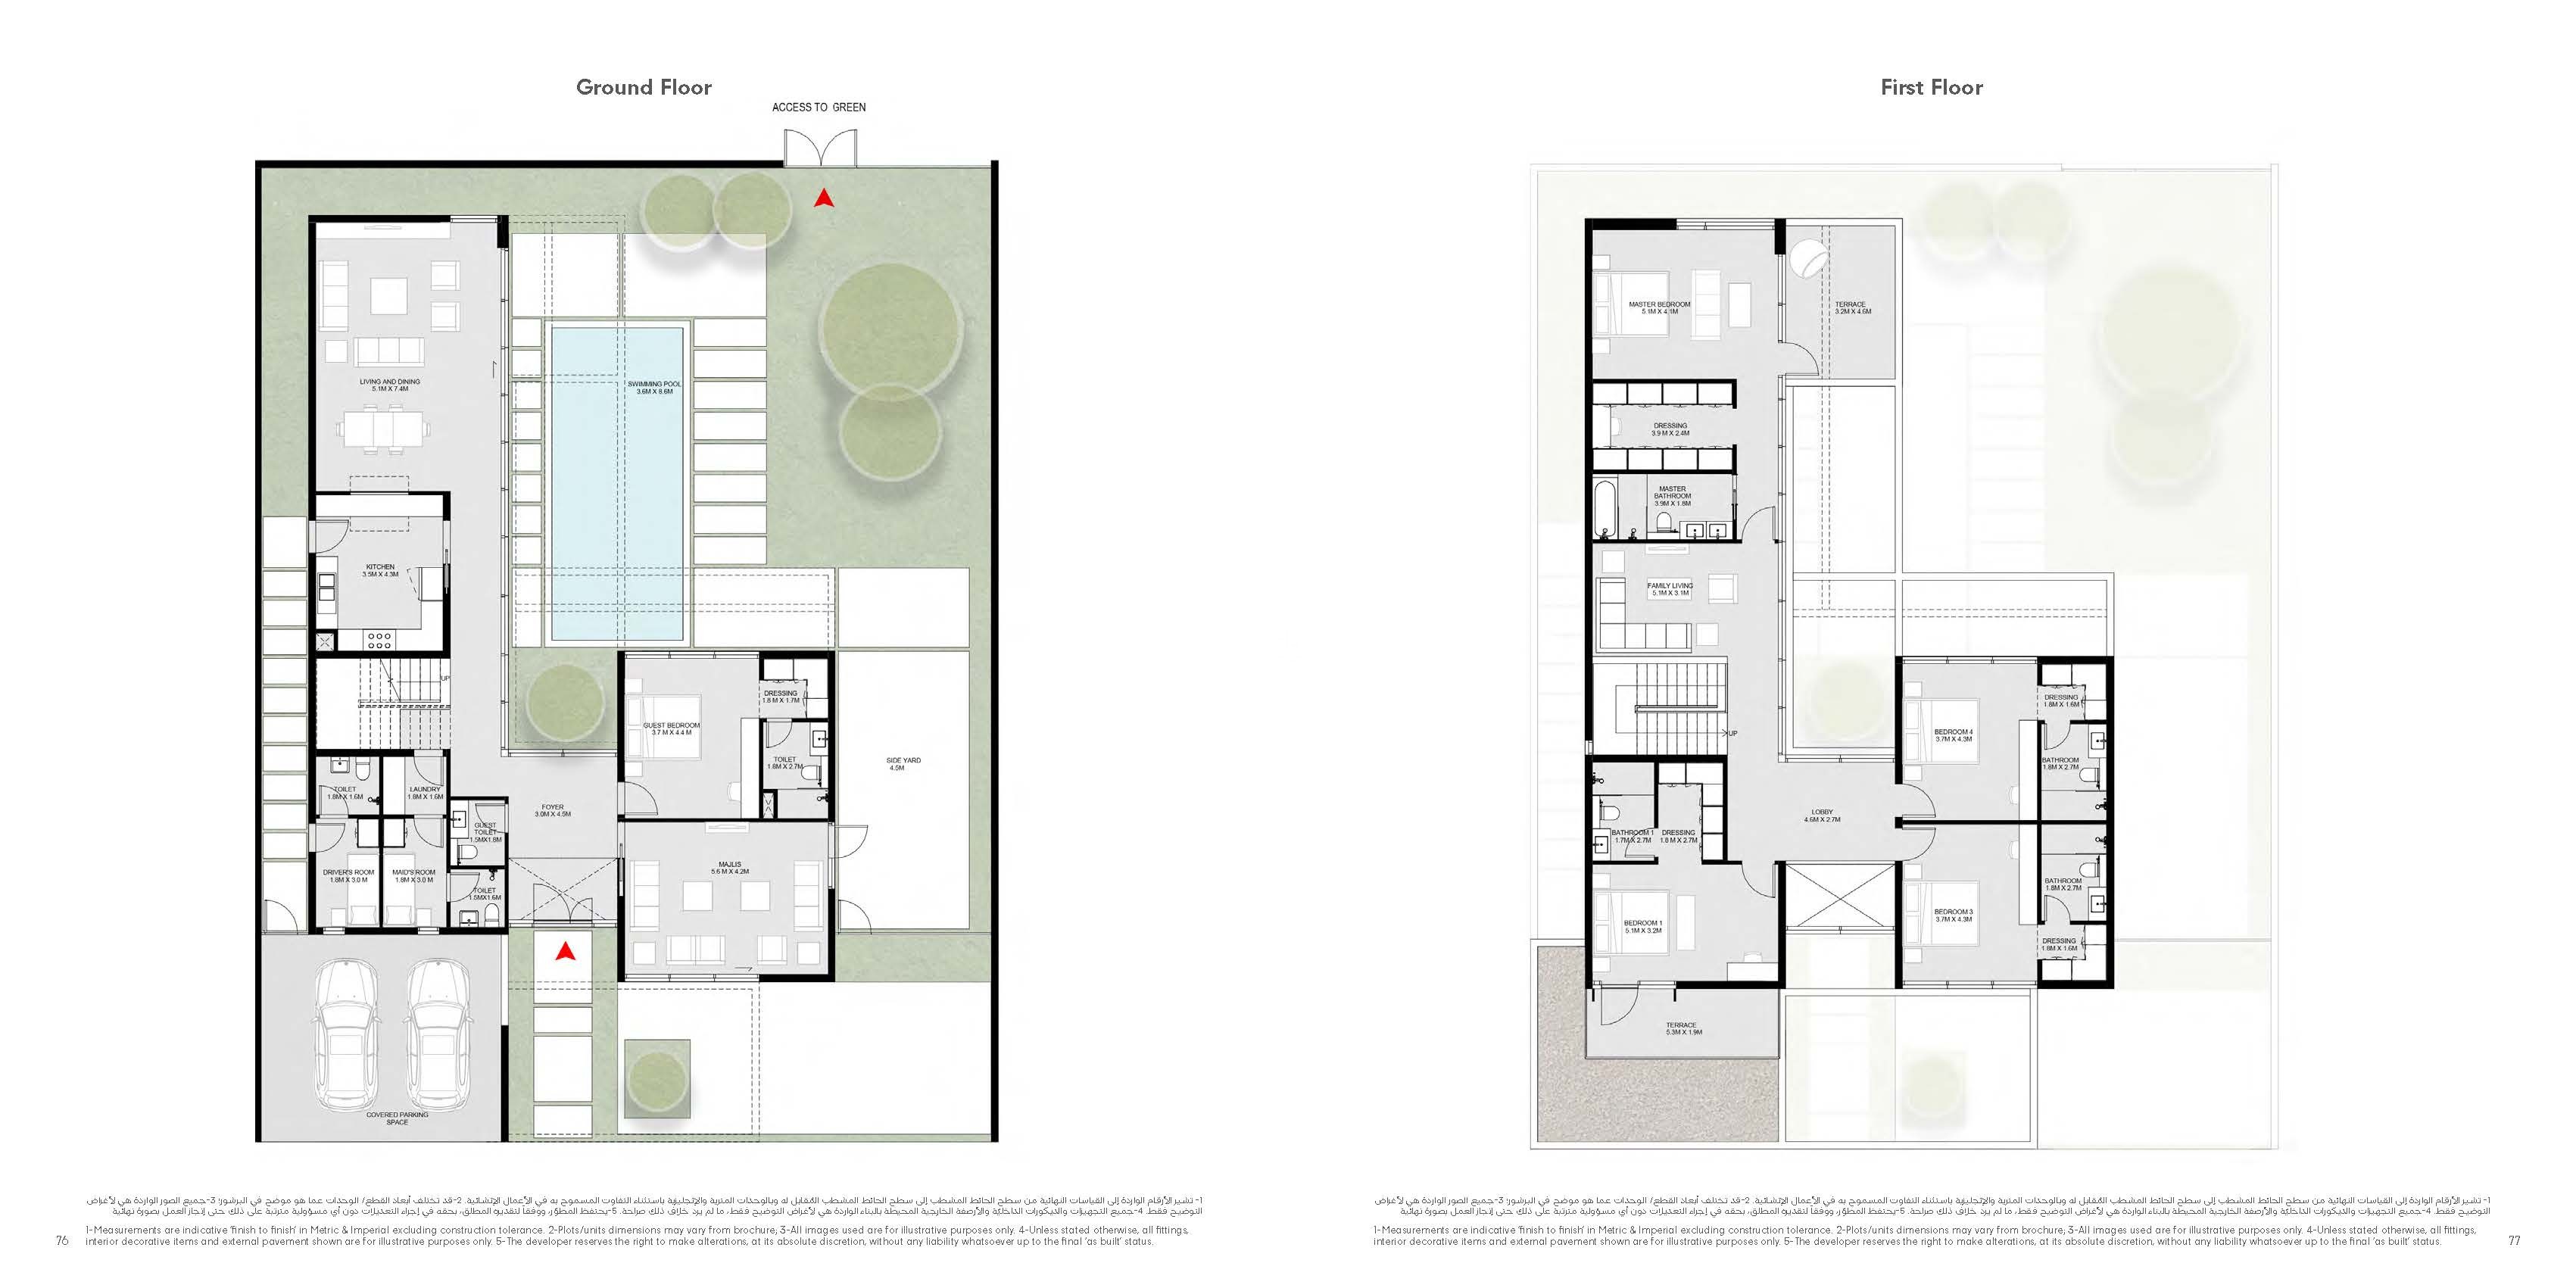 Ground Floor
ACCESS TO GREEN
LIVING AND DINING
5.1M X 7.4M
SWIMMING POOL
3.6M X 8.6M
KITCHEN
3.5M X 4.3M
UP
GUEST BEDROOM
3.7 M X 4.4 M
DRESSING
1.8 M X 1.7M
TOILET
1.8M X 2.7M
SIDE YARD
4.5M
TOILET
1.8M X 1.6M
LAUNDRY
1.8M X 1.6M
GUEST
TOILET
1.5MX1.8M
FOYER
3.0M X 4.5M
MAJLIS
5.6 M X 4.2M
DRIVER'S ROOM
1.8M X 3.0 M
MAID'S ROOM
1.8M X 3.0 M
TOILET
1.5MX1.6M
COVERED PARKING
SPACE
1- تشير الأرقام الواردة إلى القياسات النهائية من سطح الحائط المشطب إلى سطح الحائط المشطب المقابل له وبالوحدات المترية والإنجليزية باستثناء التفاوت المسموح به في الأعمال الإنشائية. 2-قد تختلف أبعاد القطع/ الوحدات عما هو موضح في البرشور؛ 3-جميع الصور الواردة هي لأغراض
التوضيح فقط. 4-جميع التجهيزات والديكورات الداخلية والأرصفة الخارجية المحيطة بالبناء الواردة هي لأغراض التوضيح فقط، ما لم يرد خلاف ذلك صراحة. 5-يحتفظ المطوّر، ووفقاً لتقديره المطلق، بحقه في إجراء التعديلات دون أي مسؤولية مترتبة على ذلك حتى إنجاز العمل بصورة نهائية
1-Measurements are indicative 'finish to finish' in Metric & Imperial excluding construction tolerance. 2-Plots/units dimensions may vary from brochure; 3-All images used are for illustrative purposes only. 4-Unless stated otherwise, all fittings,
interior decorative items and external pavement shown are for illustrative purposes only. 5-The developer reserves the right to make alterations, at its absolute discretion, without any liability whatsoever up to the final 'as built' status.
76
First Floor
MASTER BEDROOM
5.1M X 4.1M
TERRACE
3.2M X 4.6M
DRESSING
3.9 M X 2.4M
MASTER
BATHROOM
3.9M X 1.8M
FAMILY LIVING
5.1M X 3.1M
UP
BEDROOM 4
3.7M X 4.3M
DRESSING
1.8M X 1.6M
BATHROOM
1.8M X 2.7M
LOBBY
4.6M X 2.7M
BATHROOM 1
1.7M X 2.7M
DRESSING
1.8 M X 2.7M
BATHROOM
1.8M X 2.7M
BEDROOM 3
3.7M X 4.3M
BEDROOM 1
5.1M X 3.2M
DRESSING
1.8M X 1.6M
TERRACE
5.3M X 1.9M
1- تشير الأرقام الواردة إلى القياسات النهائية من سطح الحائط المشطب إلى سطح الحائط المشطب المقابل له وبالوحدات المترية والإنجليزية باستثناء التفاوت المسموح به في الأعمال الإنشائية. 2-قد تختلف أبعاد القطع/ الوحدات عما هو موضح في البرشور؛ 3-جميع الصور الواردة هي لأغراض
التوضيح فقط. 4-جميع التجهيزات والديكورات الداخلية والأرصفة الخارجية المحيطة بالبناء الواردة هي لأغراض التوضيح فقط، ما لم يرد خلاف ذلك صراحة. 5-يحتفظ المطوّر، ووفقاً لتقديره المطلق، بحقه في إجراء التعديلات دون أي مسؤولية مترتبة على ذلك حتى إنجاز العمل بصورة نهائية
1-Measurements are indicative 'finish to finish' in Metric & Imperial excluding construction tolerance. 2-Plots/units dimensions may vary from brochure; 3-All images used are for illustrative purposes only. 4-Unless stated otherwise, all fittings,
interior decorative items and external pavement shown are for illustrative purposes only. 5-The developer reserves the right to make alterations, at its absolute discretion, without any liability whatsoever up to the final 'as built' status.
77